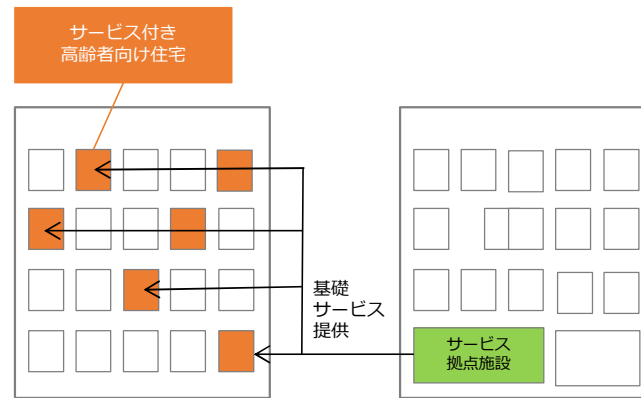 サービス付き
高齢者向け住宅
基礎
サービス
提供
サービス
拠点施設